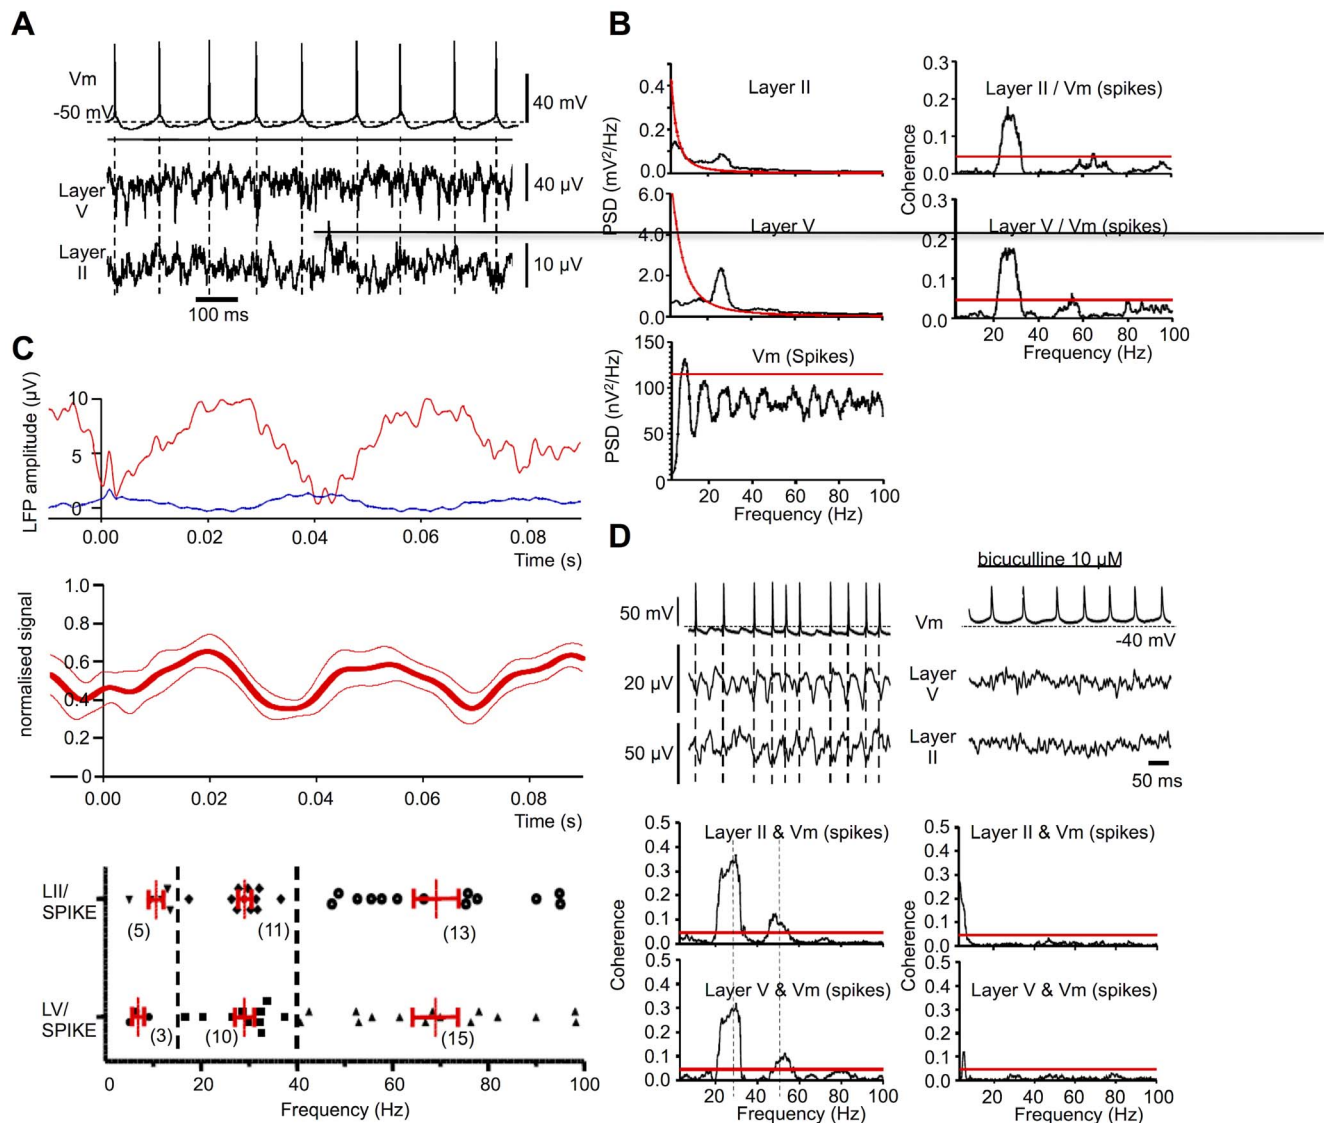 A
Vm
-50 mV
40 mV
Layer
V
40 µV
Layer
II
10 µV
100 ms
B
PSD (mV²/Hz)
0.4
0.2
0.0
Layer II
6.0
4.0
2.0
0.0
Layer V
PSD (nV²/Hz)
150
100
50
0
Vm (Spikes)
20 40 60 80 100
Frequency (Hz)
Coherence
0.3
0.2
0.1
0.0
Layer II / Vm (spikes)
0.3
0.2
0.1
0.0
Layer V / Vm (spikes)
20 40 60 80 100
Frequency (Hz)
C
LFP amplitude (µV)
10
5
0
0.00 0.02 0.04 0.06 0.08
Time (s)
normalised signal
1.0
0.8
0.6
0.4
0.2
0
0.00 0.02 0.04 0.06 0.08
Time (s)
LII/
SPIKE
(5) (11) (13)
LV/
SPIKE
(3) (10) (15)
0 20 40 60 80 100
Frequency (Hz)
D
50 mV
20 µV
50 µV
bicuculline 10 µM
Vm
-40 mV
Layer
V
Layer
II
50 ms
Coherence
0.5
0.4
0.3
0.2
0.1
0.0
Layer II & Vm (spikes)
0.5
0.4
0.3
0.2
0.1
0.0
Layer V & Vm (spikes)
20 40 60 80 100
Frequency (Hz)
Coherence
0.5
0.4
0.3
0.2
0.1
0.0
Layer II & Vm (spikes)
0.5
0.4
0.3
0.2
0.1
0.0
Layer V & Vm (spikes)
20 40 60 80 100
Frequency (Hz)